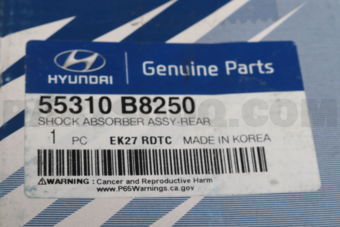 HYUNDAI
Genuine Parts
55310 B8250
SHOCK ABSORBER ASSY-REAR
1 PC EK27 RDTC MADE IN KOREA
WARNING: Cancer and Reproductive Harm
www.P65Warnings.ca.gov